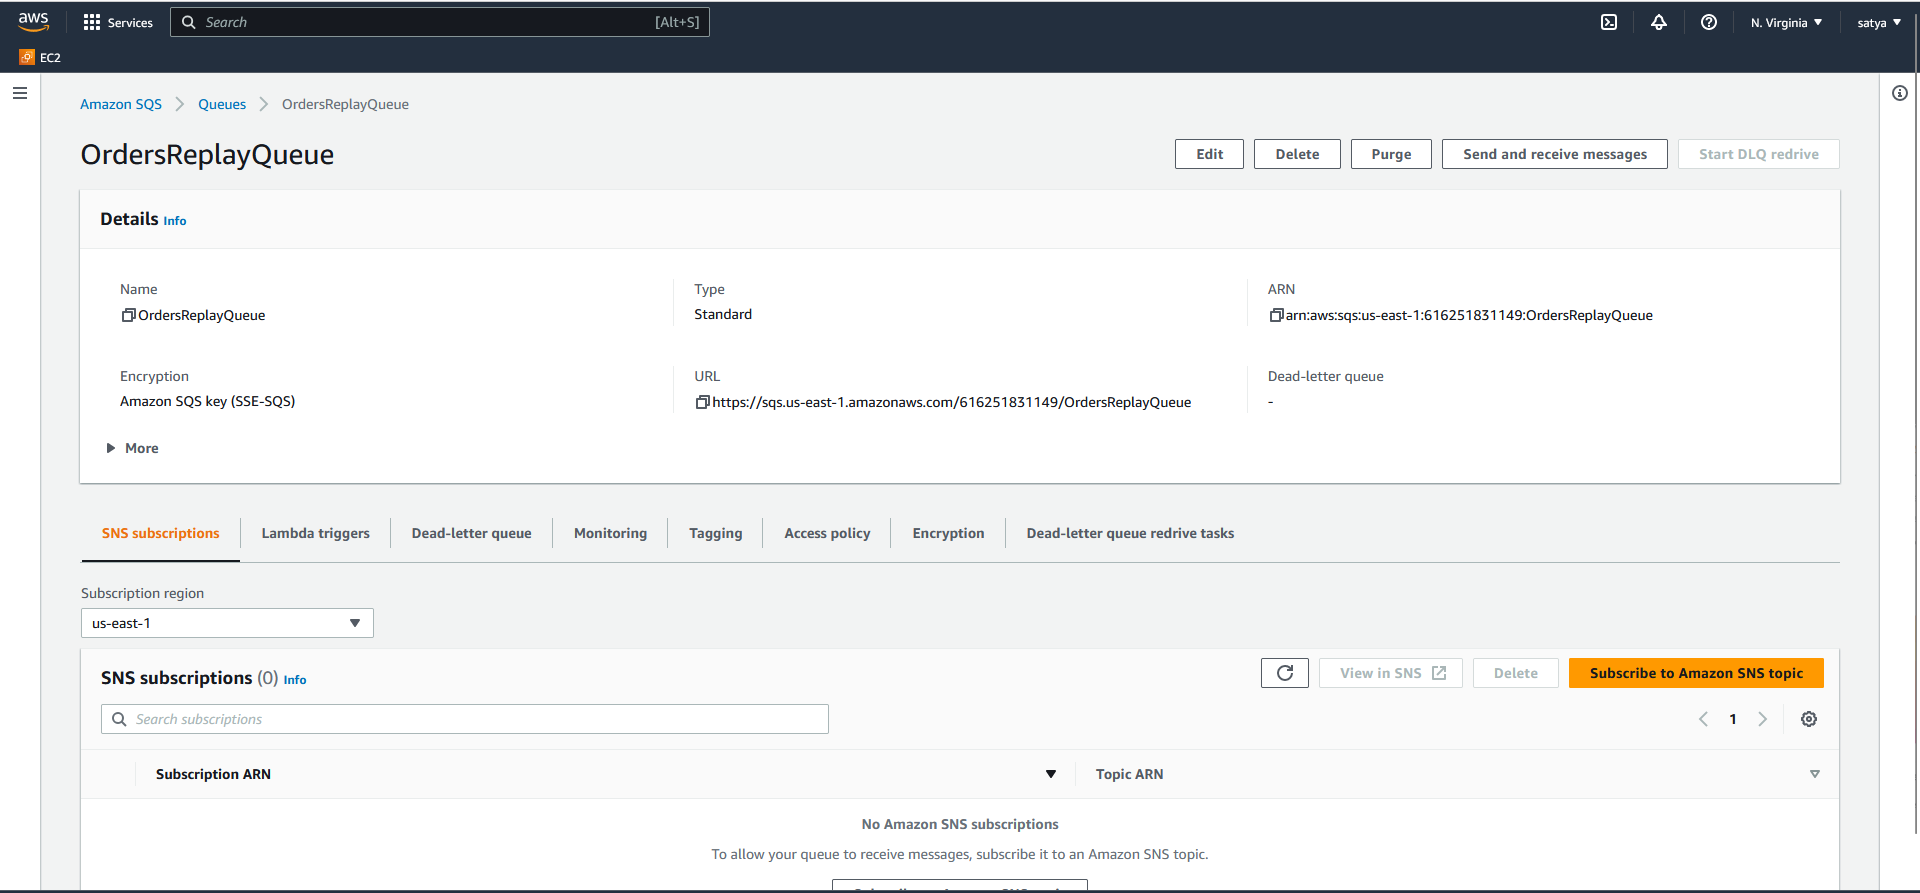 aws
Services
Search
[Alt+S]
N. Virginia
satya
EC2
Amazon SQS
Queues
OrdersReplayQueue
OrdersReplayQueue
Edit
Delete
Purge
Send and receive messages
Start DLQ redrive
Details Info
Name
OrdersReplayQueue
Type
Standard
ARN
arn:aws:sqs:us-east-1:616251831149:OrdersReplayQueue
Encryption
Amazon SQS key (SSE-SQS)
URL
https://sqs.us-east-1.amazonaws.com/616251831149/OrdersReplayQueue
Dead-letter queue
-
More
SNS subscriptions
Lambda triggers
Dead-letter queue
Monitoring
Tagging
Access policy
Encryption
Dead-letter queue redrive tasks
Subscription region
us-east-1
SNS subscriptions (0) Info
View in SNS
Delete
Subscribe to Amazon SNS topic
Search subscriptions
1
Subscription ARN
Topic ARN
No Amazon SNS subscriptions
To allow your queue to receive messages, subscribe it to an Amazon SNS topic.